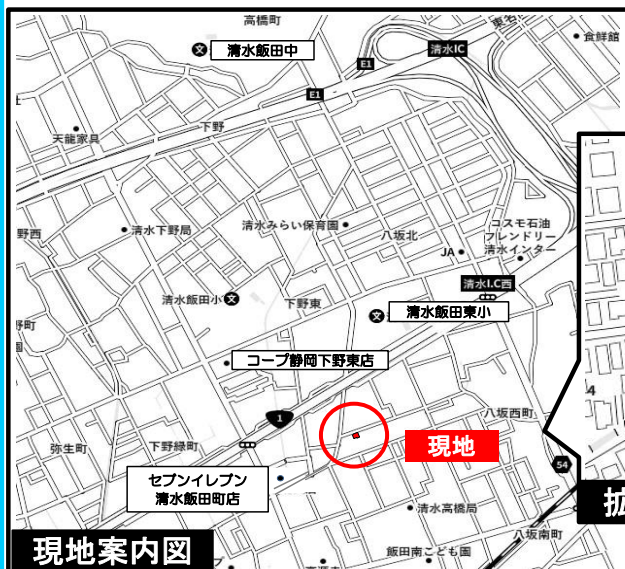 高橋町
清水飯田中
清水IC
食鮮館
E1
E1
天龍家具
下野
野西
清水下野局
清水みらい保育園
八坂北
コスモ石油
フレンドリー
清水インター
JA
清水I.C西
清水飯田小
下野東
清水飯田東小
野町
コープ静岡下野東店
1
八坂西町
弥生町
下野緑町
現地
54
セブンイレブン
清水飯田町店
清水高橋局
八坂南町
飯田南こども園
現地案内図